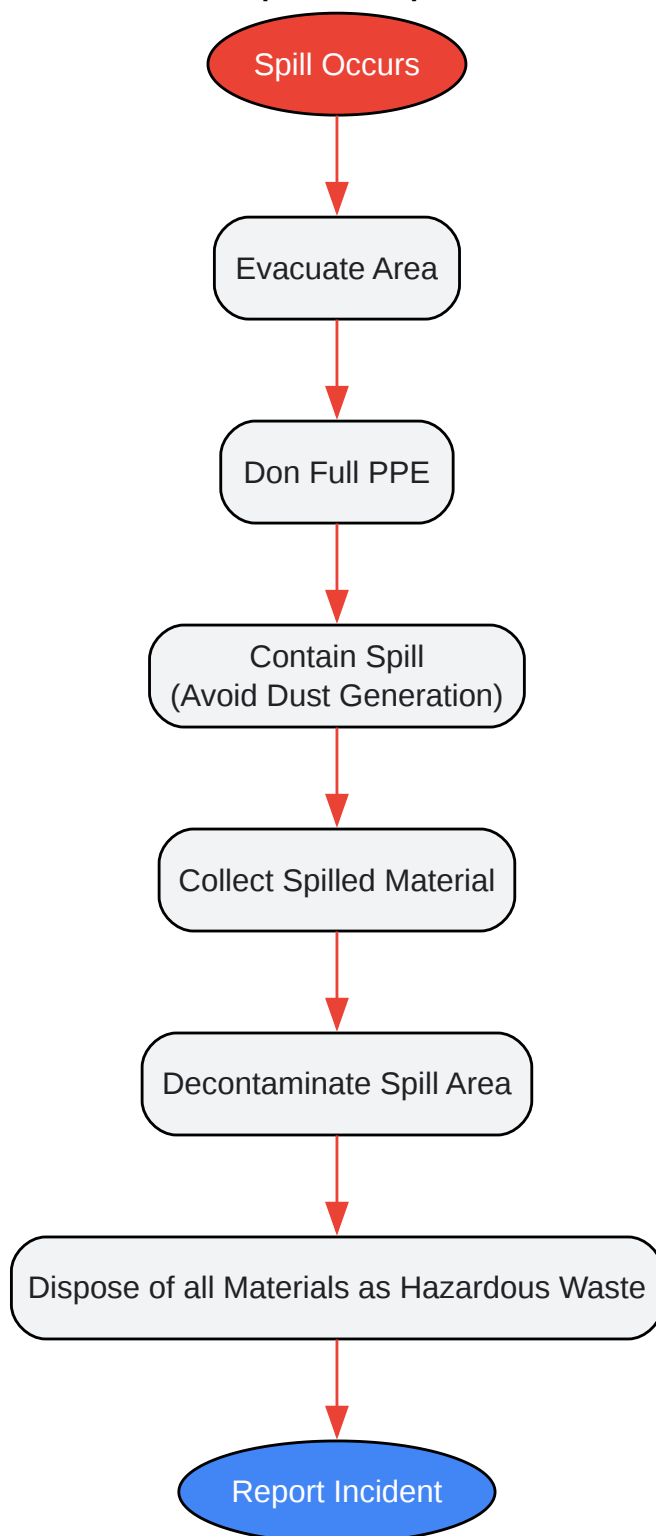 Spill Occurs
Evacuate Area
Don Full PPE
Contain Spill
(Avoid Dust Generation)
Collect Spilled Material
Decontaminate Spill Area
Dispose of all Materials as Hazardous Waste
Report Incident